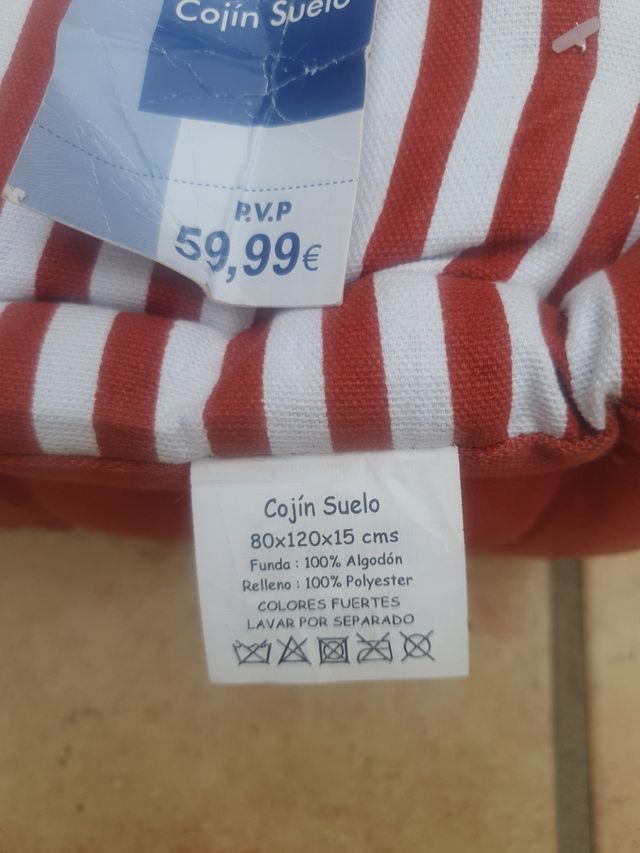 Cojín Suelo
P.V.P
59,99€
Cojín Suelo
80x120x15 cms
Funda : 100% Algodón
Relleno : 100% Polyester
COLORES FUERTES
LAVAR POR SEPARADO